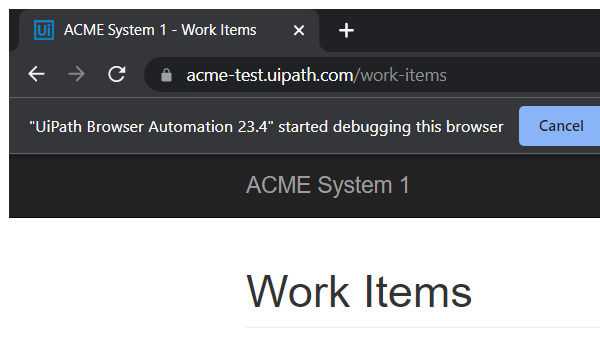 Ui ACME System 1 - Work Items
acme-test.uipath.com/work-items
"UiPath Browser Automation 23.4" started debugging this browser Cancel
ACME System 1
Work Items